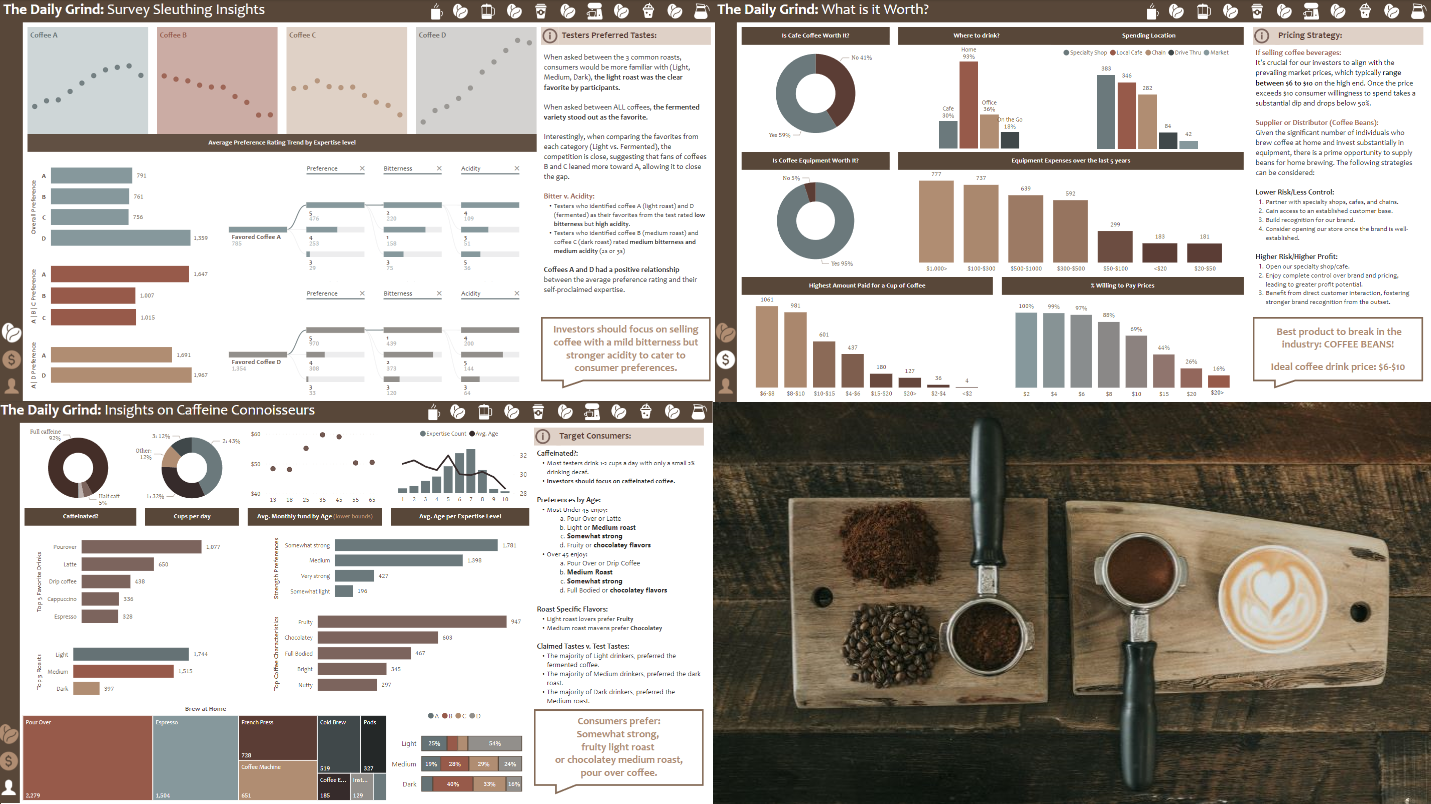 The Daily Grind: Survey Sleuthing Insights
Coffee A
Coffee B
Coffee C
Coffee D
Average Preference Rating Trend by Expertise level
Overall Preference
A 791
B 761
C 756
D 1,359
A|B|C Preference
A 1,647
B 1,007
C 1,015
A|D Preference
A 1,691
D 1,967
Preference
Bitterness
Acidity
Favored Coffee A
Preference
Bitterness
Acidity
Favored Coffee D
Testers Preferred Tastes:
When asked between the 3 common roasts,
consumers would be more familiar with (Light,
Medium, Dark), the light roast was the clear
favorite by participants.
When asked between ALL coffees, the fermented
variety stood out as the favorite.
Interestingly, when comparing the favorites from
each category (Light vs. Fermented), the
competition is close, suggesting that fans of coffees
B and C leaned more toward A, allowing it to close
the gap.
Bitter v. Acidity:
• Testers who identified coffee A (light roast) and D
(fermented) as their favorites from the test rated low
bitterness but high acidity.
• Testers who identified coffee B (medium roast) and
coffee C (dark roast) rated medium bitterness and
medium acidity (2s or 3s)
Coffees A and D had a positive relationship
between the average preference rating and their
self-proclaimed expertise.
Investors should focus on selling
coffee with a mild bitterness but
stronger acidity to cater to
consumer preferences.
The Daily Grind: What is it Worth?
Is Cafe Coffee Worth It?
No 41%
Yes 59%
Where to drink?
Cafe
30%
Home
93%
Office
36%
On the Go
18%
Spending Location
Specialty Shop
Local Cafe
Chain
Drive Thru
Market
383
346
282
84
42
Is Coffee Equipment Worth It?
No 5%
Yes 95%
Equipment Expenses over the last 5 years
777
737
639
592
299
183
181
$1,000>
$100-$300
$500-$1000
$300-$500
$50-$100
<$20
$20-$50
Highest Amount Paid for a Cup of Coffee
1061
981
601
437
180
127
36
4
$6-$8
$8-$10
$10-$15
$4-$6
$15-$20
$20>
$2-$4
<$2
% Willing to Pay Prices
100%
99%
97%
88%
69%
44%
26%
16%
$2
$4
$6
$8
$10
$15
$20
$20>
Pricing Strategy:
If selling coffee beverages:
It's crucial for our investors to align with the
prevailing market prices, which typically range
between $6 to $10 on the high end. Once the price
exceeds $10 consumer willingness to spend takes a
substantial dip and drops below 50%.
Supplier or Distributor (Coffee Beans):
Given the significant number of individuals who
brew coffee at home and invest substantially in
equipment, there is a prime opportunity to supply
beans for home brewing. The following strategies
can be considered:
Lower Risk/Less Control:
1. Partner with specialty shops, cafes, and chains.
2. Gain access to an established customer base.
3. Build recognition for our brand.
4. Consider opening our store once the brand is well-
established.
Higher Risk/Higher Profit:
1. Open our specialty shop/cafe.
2. Enjoy complete control over brand and pricing,
leading to greater profit potential.
3. Benefit from direct customer interaction, fostering
stronger brand recognition from the outset.
Best product to break in the
industry: COFFEE BEANS!
Ideal coffee drink price: $6-$10
The Daily Grind: Insights on Caffeine Connoisseurs
Full caffeine
92%
Half caff
5%
Caffeinated?
3: 12%
Other:
12%
1: 32%
2: 43%
Cups per day
$60
$50
$40
13 18 25 35 45 55 65
Avg. Monthly fund by Age (lower bounds)
Expertise Count
Avg. Age
32
30
28
1 2 3 4 5 6 7 8 9 10
Avg. Age per Expertise Level
Top 5 Favorite Drinks
Pourover 1,077
Latte 650
Drip coffee 438
Cappuccino 336
Espresso 328
Strength Preferences
Somewhat strong 1,781
Medium 1,398
Very strong 427
Somewhat light 196
Top 3 Roasts
Light 1,744
Medium 1,515
Dark 397
Top Coffee Characteristics
Fruity 947
Chocolatey 603
Full Bodied 467
Bright 345
Nutty 297
Brew at Home
Pour Over
2,279
Espresso
1,504
French Press
728
Coffee Machine
651
Cold Brew
519
Pods
327
Coffee E...
185
Inst...
129
A B C D
Light 25% 54%
Medium 19% 28% 29% 24%
Dark 40% 33% 16%
Target Consumers:
Caffeinated?:
• Investors should focus on caffeinated coffee.
Preferences by Age:
• Most Under 45 enjoy:
a. Pour Over or Latte
b. Light or Medium roast
c. Somewhat strong
d. Fruity or chocolatey flavors
• Over 45 enjoy:
a. Pour Over or Drip Coffee
b. Medium Roast
c. Somewhat strong
d. Full Bodied or chocolatey flavors
Roast Specific Flavors:
• Light roast lovers prefer Fruity
• Medium roast mavens prefer Chocolatey
Claimed Tastes v. Test Tastes:
• The majority of Light drinkers, preferred the
fermented coffee.
• The majority of Medium drinkers, preferred the dark
roast.
• The majority of Dark drinkers, preferred the
Medium roast.
Consumers prefer:
Somewhat strong,
fruity light roast
or chocolatey medium roast,
pour over coffee.